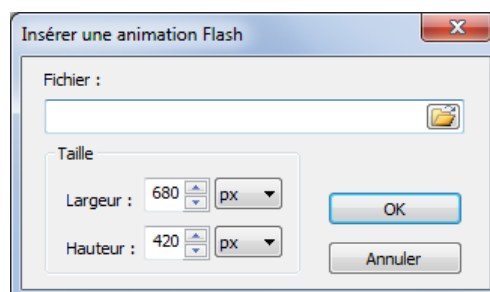 Insérer une animation Flash
Fichier :
Taille
Largeur : 680 px
Hauteur : 420 px
OK
Annuler